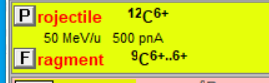 Projectile 12C6+
50 MeV/u 500 pnA
Fragment 9C6+..6+